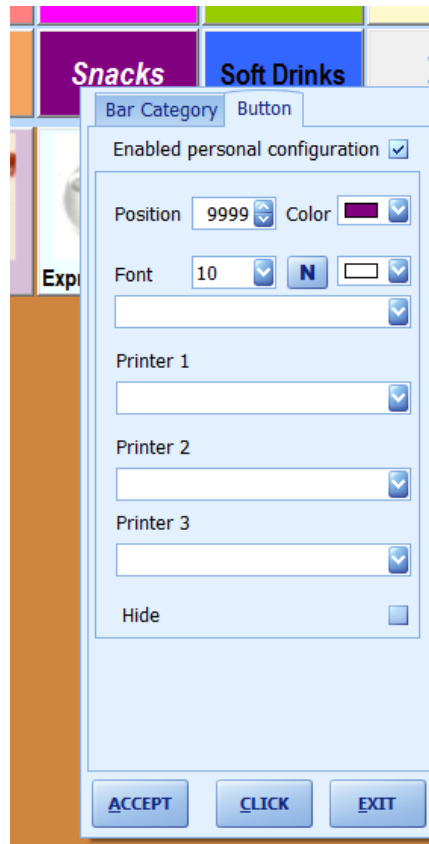 Snacks Soft Drinks
Bar Category Button
Enabled personal configuration
Position 9999 Color
Font 10 N
Printer 1
Printer 2
Printer 3
Hide
ACCEPT CLICK EXIT